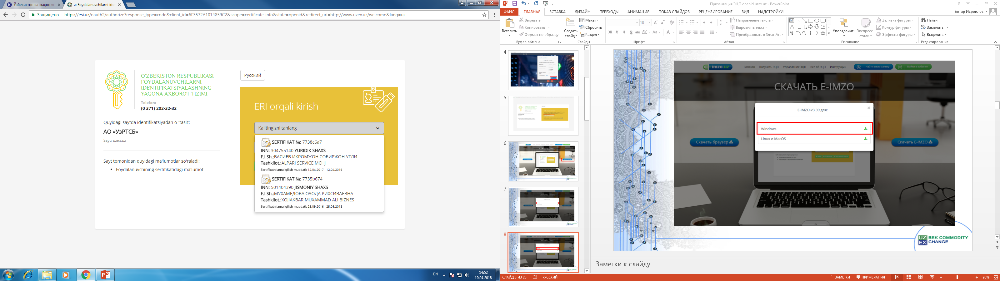 Ўзбекистон ва жаҳон ян
.:: Foydalanuvchilarni iden
Защищено
https://esi.uz/oauth2/authorize?response_type=code&client_id=6F3572A1014859C2&scope=certificate-info&state=openid&redirect_uri=http://www.uzex.uz/welcome&lang=uz
O'ZBEKISTON RESPUBLIKASI
FOYDALANUVCHILARNI
IDENTIFIKATSIYALASHNING
YAGONA AXBOROT TIZIMI
Telefon:
(0 371) 202-32-32
Quyidagi saytda identifikatsiyadan o`tasiz:
АО «УзРТСБ»
Sayt: uzex.uz
Sayt tomonidan quyidagi ma'lumotlar so'raladi:
Foydalanuvchining sertifikatidagi ma'lumot
Русский
ERI orqali kirish
Kalitingizni tanlang
SERTIFIKAT №: 7738c6a7
INN: 304755140 YURIDIK SHAXS
F.I.Sh.:ВАСИЕВ ИКРОМЖОН СОБИРЖОН УГЛИ
Tashkilot.:ALPARI SERVICE MCHJ
Sertifikatni amal qilish muddati: 12.04.2017 - 12.04.2019
SERTIFIKAT №: 7735b674
INN: 501404390 JISMONIY SHAXS
F.I.Sh.:МУХАМЕДОВА ОЗОДА РИХСИВАЕВНА
Tashkilot.:XOJIAKBAR MUXAMMAD ALI BIZNES
Sertifikatni amal qilish muddati: 25.09.2016 - 25.09.2018
EN
14:52
10.04.2018
Призентация ЭЦП openid.uzex.uz - PowerPoint
ФАЙЛ ГЛАВНАЯ ВСТАВКА ДИЗАЙН ПЕРЕХОДЫ АНИМАЦИЯ ПОКАЗ СЛАЙДОВ РЕЦЕНЗИРОВАНИЕ ВИД НАДСТРОЙКИ
Ботир Исроилов
Вставить
Вырезать
Копировать
Формат по образцу
Буфер обмена
Создать
слайд
Макет
Сбросить
Раздел
Слайды
18
Ж К Ч S abc AV Aa A
Шрифт
Направление текста
Выровнять текст
Преобразовать в SmartArt
Абзац
Упорядочить
Экспресс-
стили
Заливка фигуры
Контур фигуры
Эффекты фигуры
Рисование
Найти
Заменить
Выделить
Редактирование
4
5
6
7
8
e-imzo.uz
Главная Получить ЭЦП Управление ЭЦП Все об ЭЦП Инструкции
Найти свою заявку
Войти в кабинет
СКАЧАТЬ E-IMZO
E-IMZO-v3.39 для:
Windows
Linux и MacOS
Скачать браузер
Скачать E-IMZO
UZ BEK COMMODITY
EX CHANGE
Заметки к слайду
СЛАЙД 8 ИЗ 25
РУССКИЙ
ЗАМЕТКИ
ПРИМЕЧАНИЯ
90%